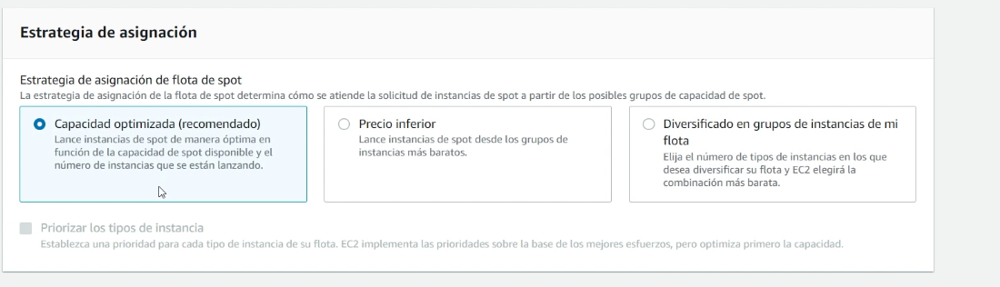 Estrategia de asignación
Estrategia de asignación de flota de spot
La estrategia de asignación de la flota de spot determina cómo se atiende la solicitud de instancias de spot a partir de los posibles grupos de capacidad de spot.
Capacidad optimizada (recomendado)
Lance instancias de spot de manera óptima en
función de la capacidad de spot disponible y el
número de instancias que se están lanzando.
Precio inferior
Lance instancias de spot desde los grupos de
instancias más baratos.
Diversificado en grupos de instancias de mi
flota
Elija el número de tipos de instancias en los que
desea diversificar su flota y EC2 elegirá la
combinación más barata.
Priorizar los tipos de instancia
Establezca una prioridad para cada tipo de instancia de su flota. EC2 implementa las prioridades sobre la base de los mejores esfuerzos, pero optimiza primero la capacidad.